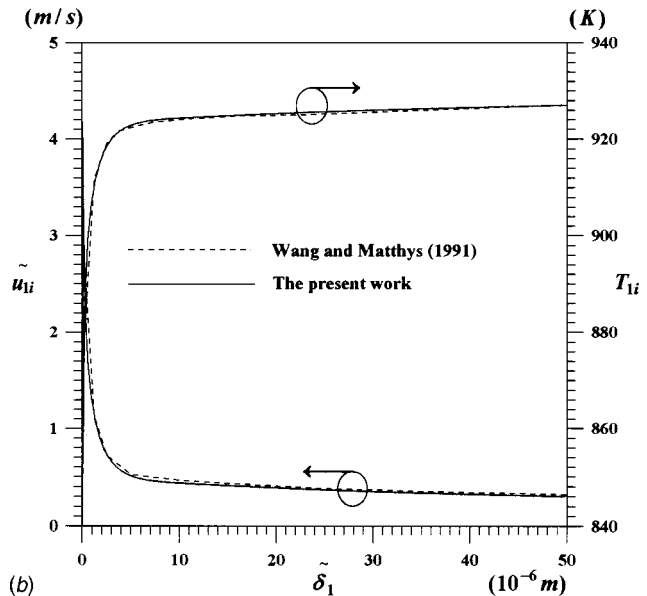 (m/s) (K)
5 940
4 920
3 900
Wang and Matthys (1991)
ũ1i T1i
The present work
2 880
1 860
0 840
0 10 20 30 40 50
(b) δ̃1 (10⁻⁶ m)